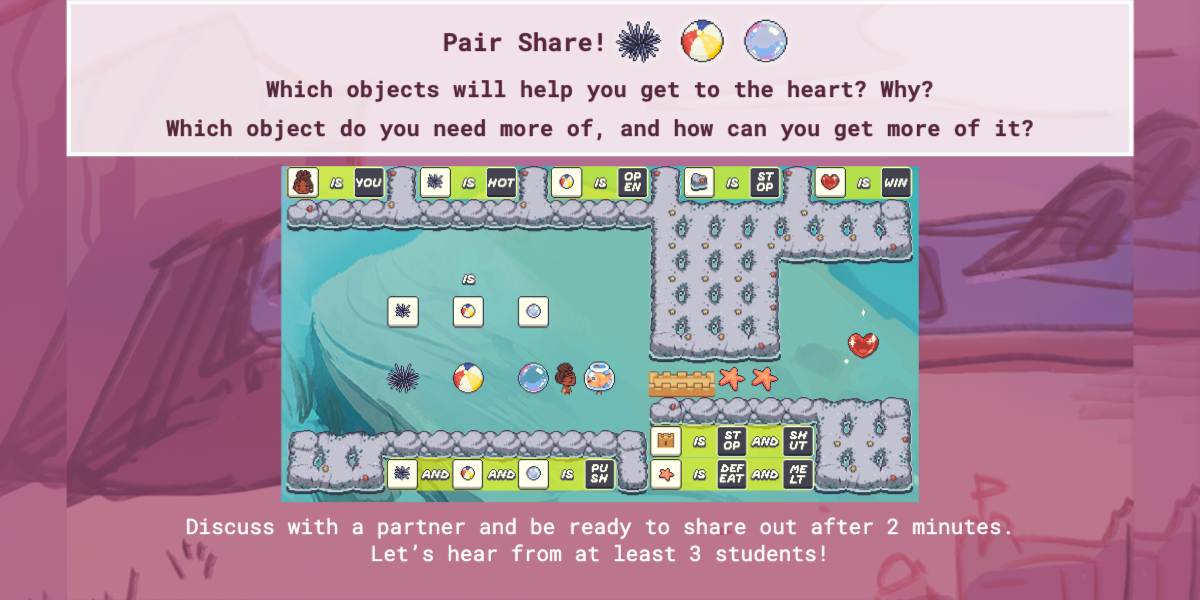 Pair Share!
Which objects will help you get to the heart? Why?
Which object do you need more of, and how can you get more of it?
IS YOU
IS HOT
IS OPEN
IS STOP
IS WIN
IS
AND AND IS PUSH
IS STOP AND SHUT
IS DEFEAT AND MELT
Discuss with a partner and be ready to share out after 2 minutes.
Let’s hear from at least 3 students!